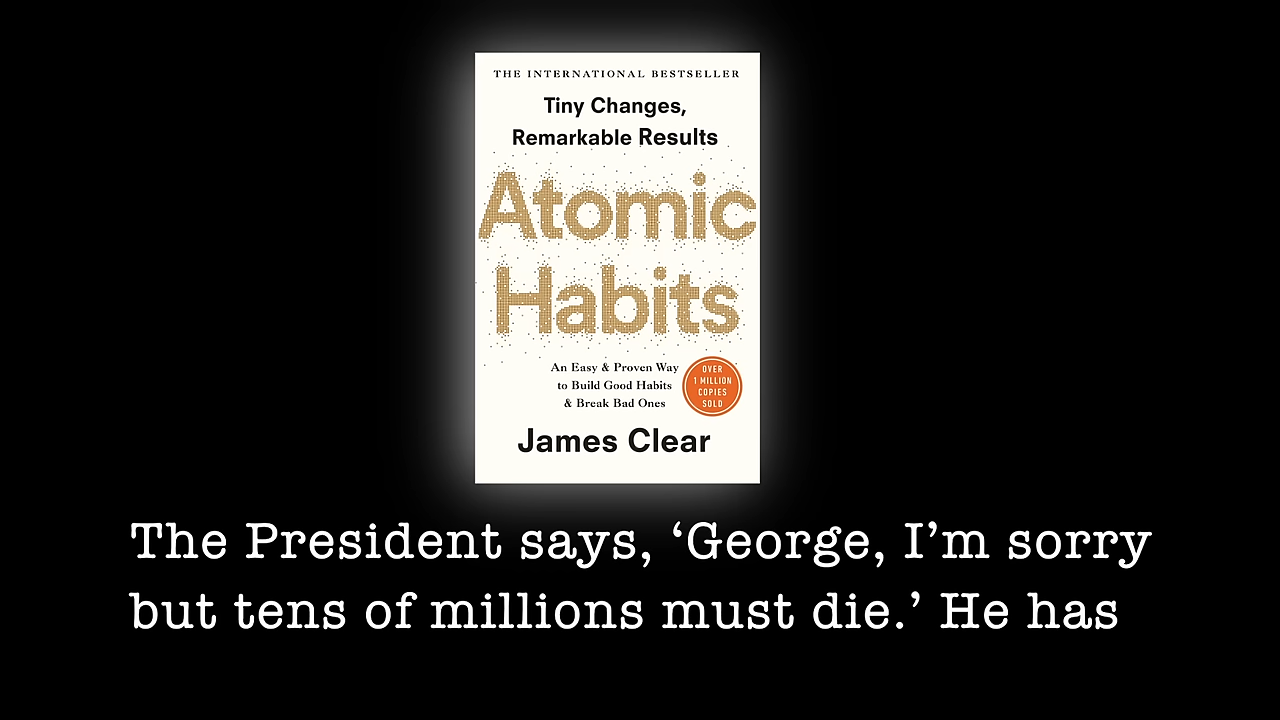 THE INTERNATIONAL BESTSELLER
Tiny Changes,
Remarkable Results
Atomic
Habits
An Easy & Proven Way
to Build Good Habits
& Break Bad Ones
OVER
1 MILLION
COPIES
SOLD
James Clear
The President says, ‘George, I’m sorry
but tens of millions must die.’ He has